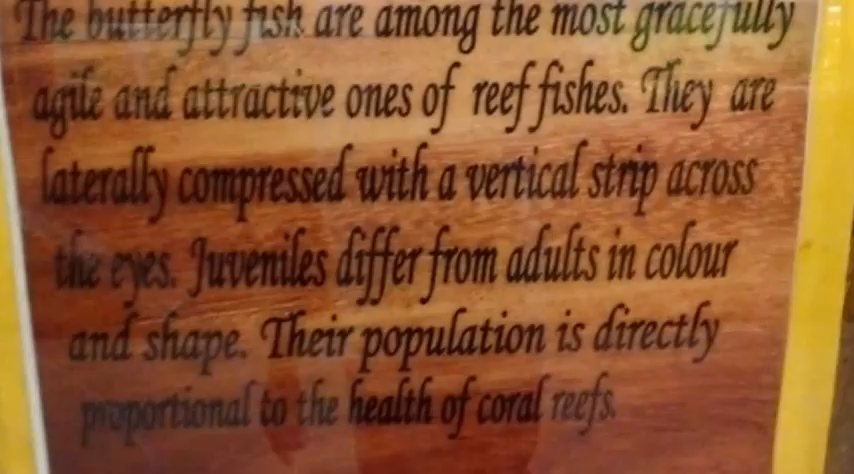 The butterfly fish are among the most gracefully
agile and attractive ones of reef fishes. They are
laterally compressed with a vertical strip across
the eyes. Juveniles differ from adults in colour
and shape. Their population is directly
proportional to the health of coral reefs.